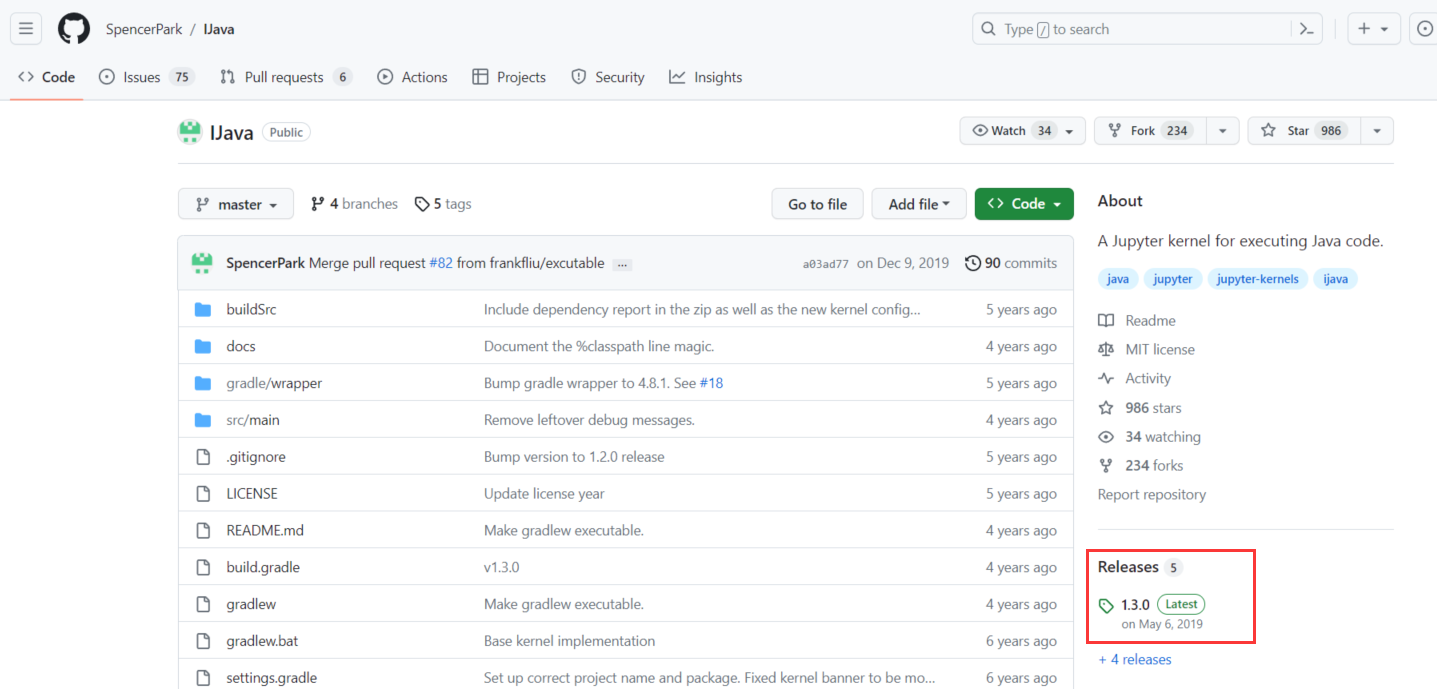 SpencerPark / IJava
Type / to search
Code Issues 75 Pull requests 6 Actions Projects Security Insights
IJava Public
Watch 34 Fork 234 Star 986
master 4 branches 5 tags Go to file Add file Code
SpencerPark Merge pull request #82 from frankfliu/excutable ... a03ad77 on Dec 9, 2019 90 commits
buildSrc Include dependency report in the zip as well as the new kernel config... 5 years ago
docs Document the %classpath line magic. 4 years ago
gradle/wrapper Bump gradle wrapper to 4.8.1. See #18 5 years ago
src/main Remove leftover debug messages. 4 years ago
.gitignore Bump version to 1.2.0 release 5 years ago
LICENSE Update license year 5 years ago
README.md Make gradlew executable. 4 years ago
build.gradle v1.3.0 4 years ago
gradlew Make gradlew executable. 4 years ago
gradlew.bat Base kernel implementation 6 years ago
settings.gradle Set up correct project name and package. Fixed kernel banner to be mo... 6 years ago
About
A Jupyter kernel for executing Java code.
java jupyter jupyter-kernels ijava
Readme
MIT license
Activity
986 stars
34 watching
234 forks
Report repository
Releases 5
1.3.0 Latest
on May 6, 2019
+ 4 releases